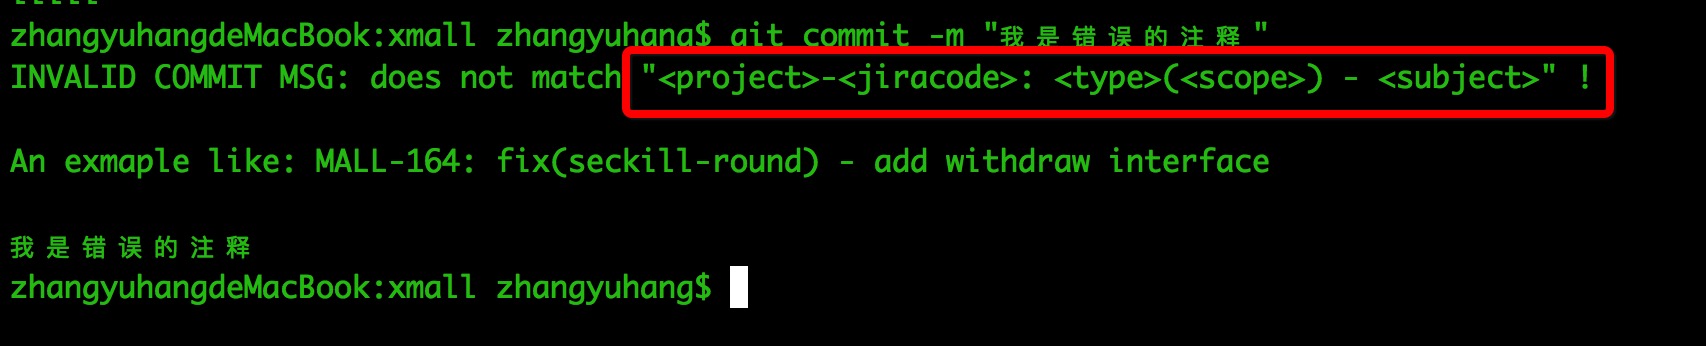 zhangyuhangdeMacBook:xmall zhangyuhang$ git commit -m "我是错误的注释"
INVALID COMMIT MSG: does not match "<project>-<jiracode>: <type>(<scope>) - <subject>" !
An exmaple like: MALL-164: fix(seckill-round) - add withdraw interface
我是错误的注释
zhangyuhangdeMacBook:xmall zhangyuhang$